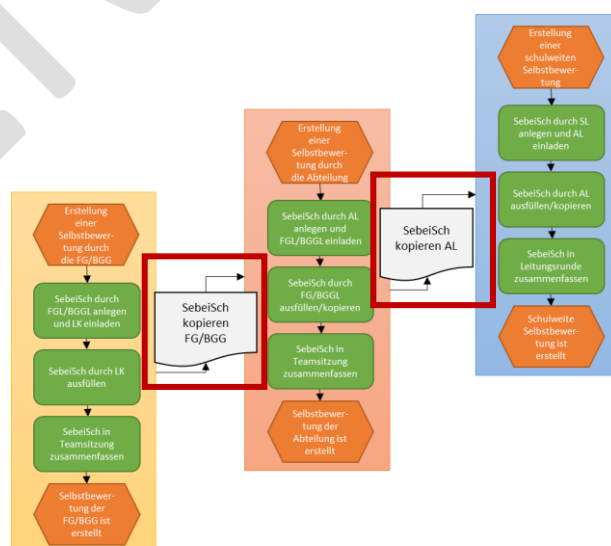 Erstellung
einer
Selbstbewer-
tung durch
die FG/BGG
SebeiSch durch
FGL/BGGL anlegen
und LK einladen
SebeiSch durch LK
ausfüllen
SebeiSch in
Teamsitzung
zusammenfassen
Selbstbewer-
tung der
FG/BGG ist
erstellt
SebeiSch
kopieren
FG/BGG
Erstellung
einer
Selbstbewer-
tung durch
die Abteilung
SebeiSch durch AL
anlegen und
FGL/BGGL einladen
SebeiSch durch
FG/BGGL
ausfüllen/kopieren
SebeiSch in
Teamsitzung
zusammenfassen
Selbstbewer-
tung der
Abteilung ist
erstellt
SebeiSch
kopieren AL
Erstellung
einer
schulweiten
Selbstbewer-
tung
SebeiSch durch SL
anlegen und AL
einladen
SebeiSch durch AL
ausfüllen/kopieren
SebeiSch in
Leitungsrunde
zusammenfassen
Schulweite
Selbstbewer-
tung ist
erstellt